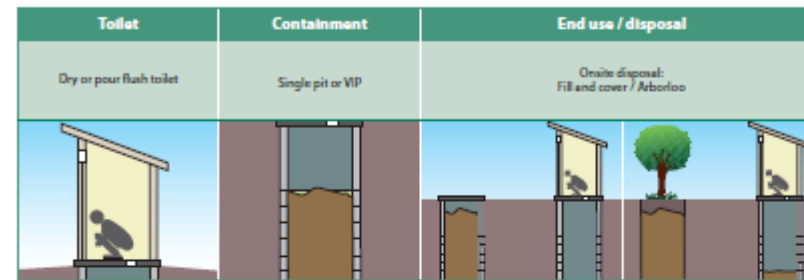 Toilet
Containment
End use / disposal
Dry or pour flush toilet
Single pit or VIP
Onsite disposal:
Fill and cover / Arborloo